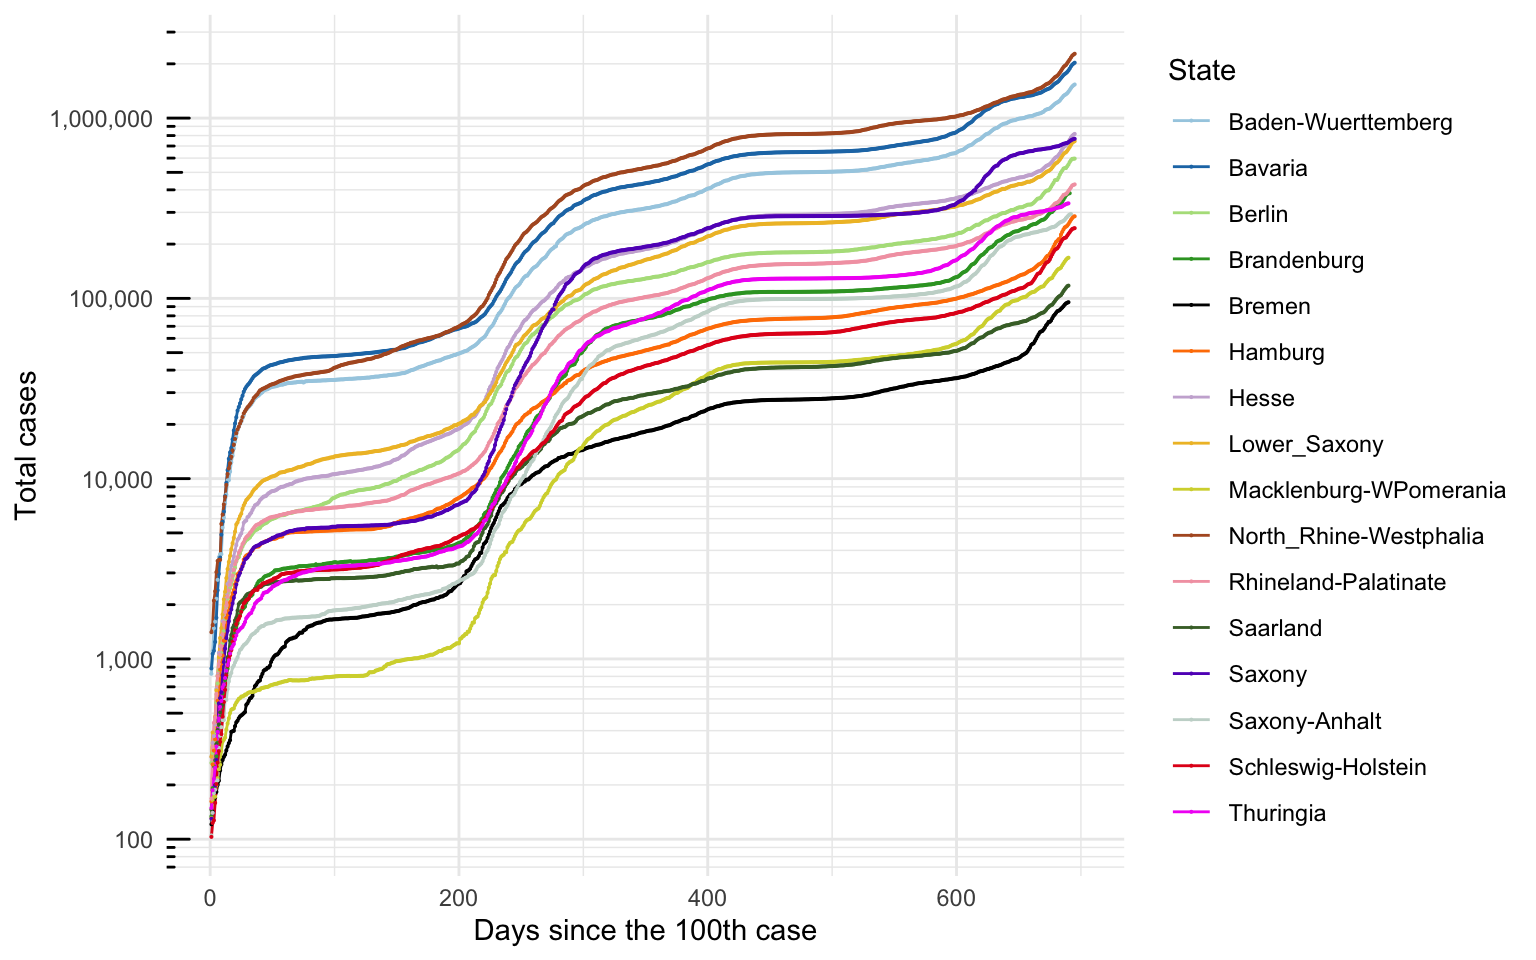 Total cases
1,000,000
100,000
10,000
1,000
100
0
200
400
600
Days since the 100th case
State
Baden-Wuerttemberg
Bavaria
Berlin
Brandenburg
Bremen
Hamburg
Hesse
Lower_Saxony
Macklenburg-WPomerania
North_Rhine-Westphalia
Rhineland-Palatinate
Saarland
Saxony
Saxony-Anhalt
Schleswig-Holstein
Thuringia